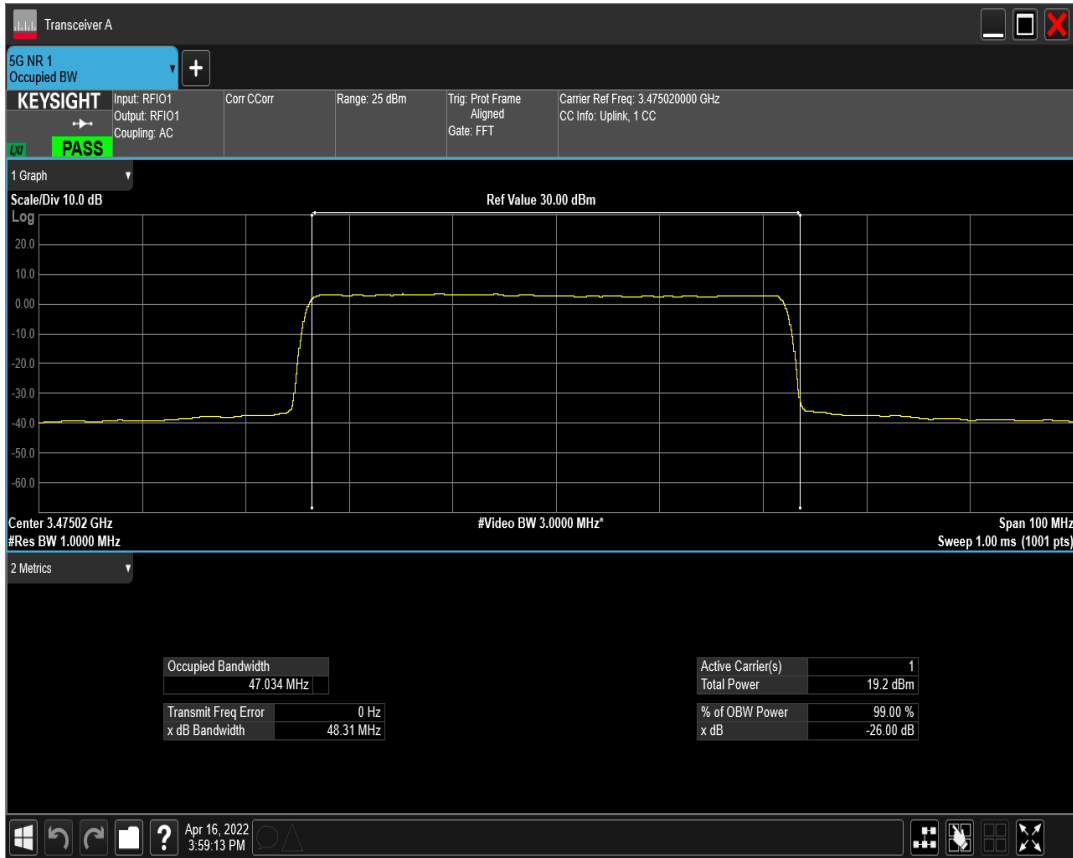 Transceiver A
5G NR 1
Occupied BW
+
KEYSIGHT
LXI
PASS
Input: RFIO1
Output: RFIO1
Coupling: AC
Corr CCorr
Range: 25 dBm
Trig: Prot Frame
Aligned
Gate: FFT
Carrier Ref Freq: 3.475020000 GHz
CC Info: Uplink, 1 CC
1 Graph
Scale/Div 10.0 dB
Ref Value 30.00 dBm
Log
20.0
10.0
0.00
-10.0
-20.0
-30.0
-40.0
-50.0
-60.0
Center 3.47502 GHz
#Video BW 3.0000 MHz*
Span 100 MHz
#Res BW 1.0000 MHz
Sweep 1.00 ms (1001 pts)
2 Metrics
Occupied Bandwidth
47.034 MHz
Transmit Freq Error 0 Hz
x dB Bandwidth 48.31 MHz
Active Carrier(s) 1
Total Power 19.2 dBm
% of OBW Power 99.00 %
x dB -26.00 dB
?
Apr 16, 2022
3:59:13 PM